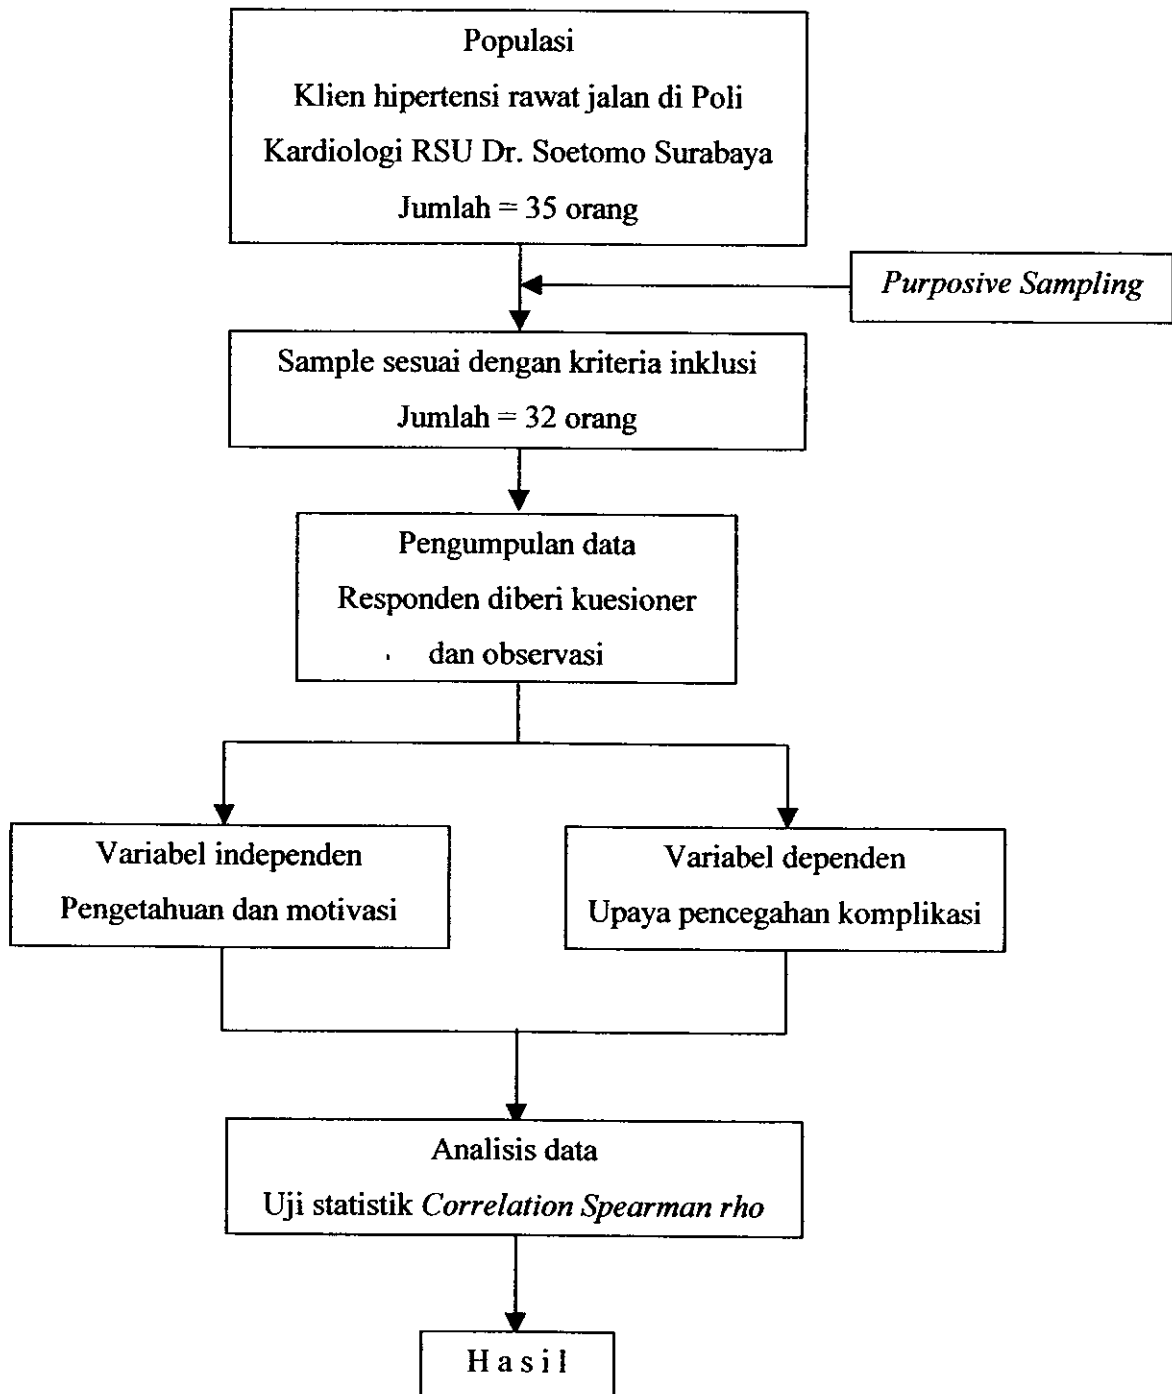 Populasi
Klien hipertensi rawat jalan di Poli
Kardiologi RSU Dr. Soetomo Surabaya
Jumlah = 35 orang
Purposive Sampling
Sample sesuai dengan kriteria inklusi
Jumlah = 32 orang
Pengumpulan data
Responden diberi kuesioner
dan observasi
Variabel independen
Pengetahuan dan motivasi
Variabel dependen
Upaya pencegahan komplikasi
Analisis data
Uji statistik Correlation Spearman rho
H a s i l